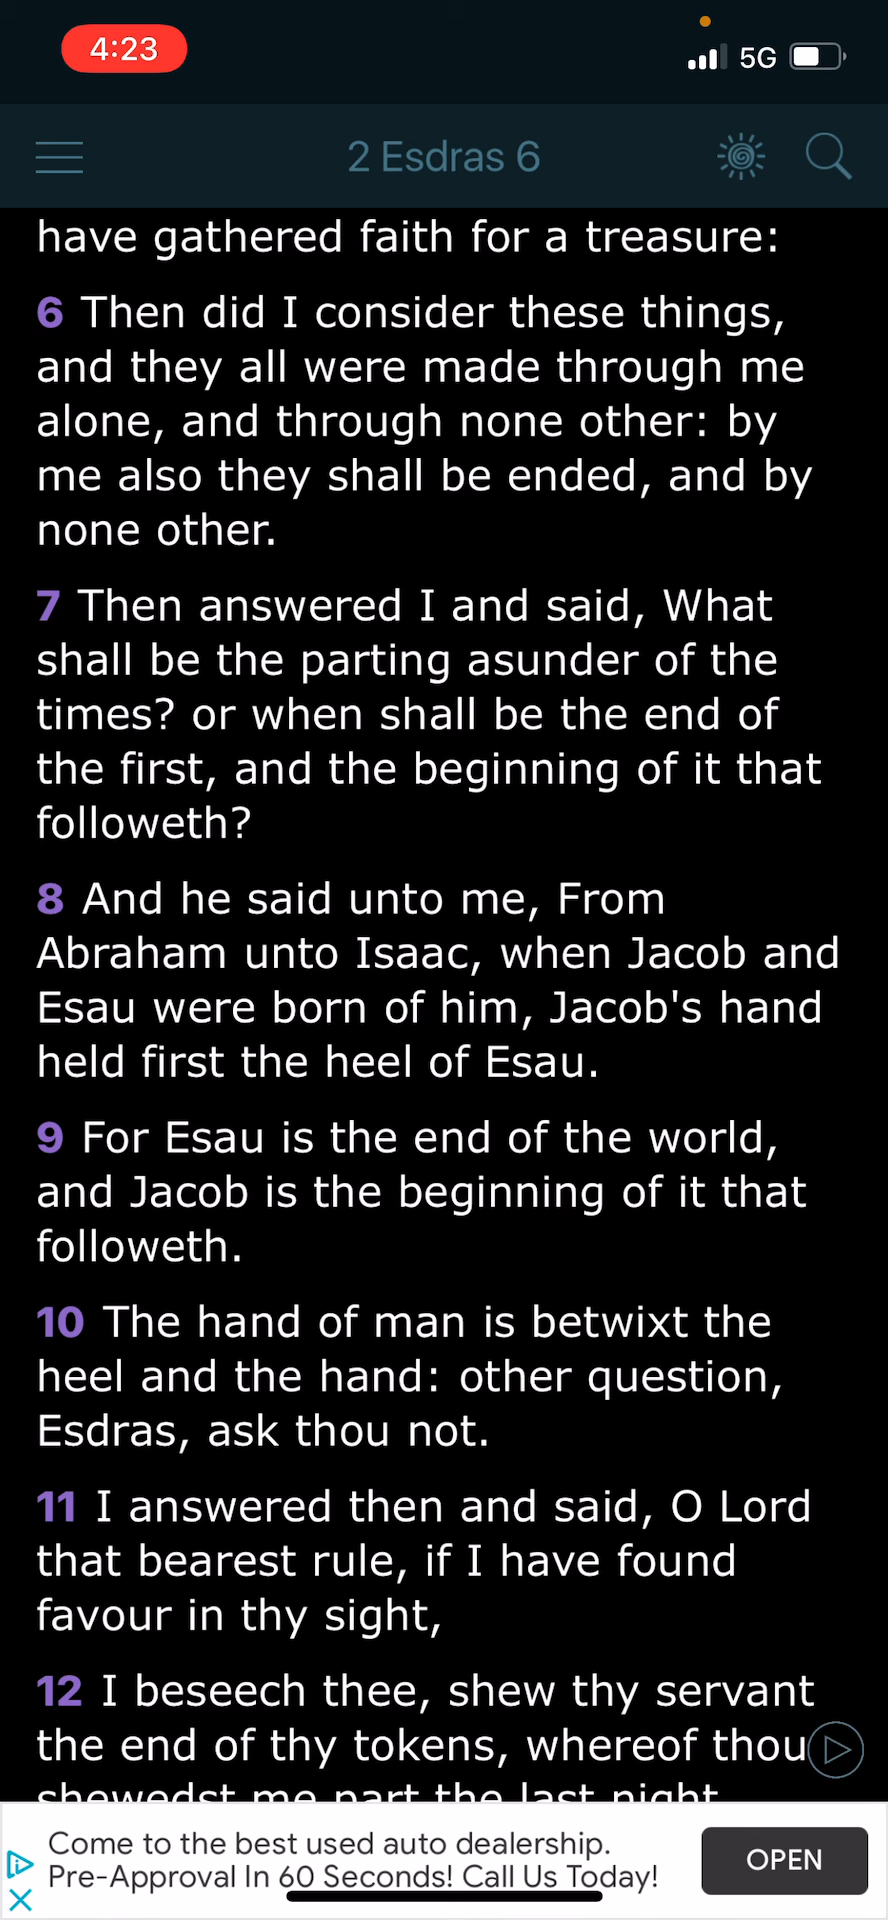 4:23
5G
2 Esdras 6
have gathered faith for a treasure:
6 Then did I consider these things,
and they all were made through me
alone, and through none other: by
me also they shall be ended, and by
none other.
7 Then answered I and said, What
shall be the parting asunder of the
times? or when shall be the end of
the first, and the beginning of it that
followeth?
8 And he said unto me, From
Abraham unto Isaac, when Jacob and
Esau were born of him, Jacob's hand
held first the heel of Esau.
9 For Esau is the end of the world,
and Jacob is the beginning of it that
followeth.
10 The hand of man is betwixt the
heel and the hand: other question,
Esdras, ask thou not.
11 I answered then and said, O Lord
that bearest rule, if I have found
favour in thy sight,
12 I beseech thee, shew thy servant
the end of thy tokens, whereof thou
shewedst me part the last night
Come to the best used auto dealership.
Pre-Approval In 60 Seconds! Call Us Today!
OPEN